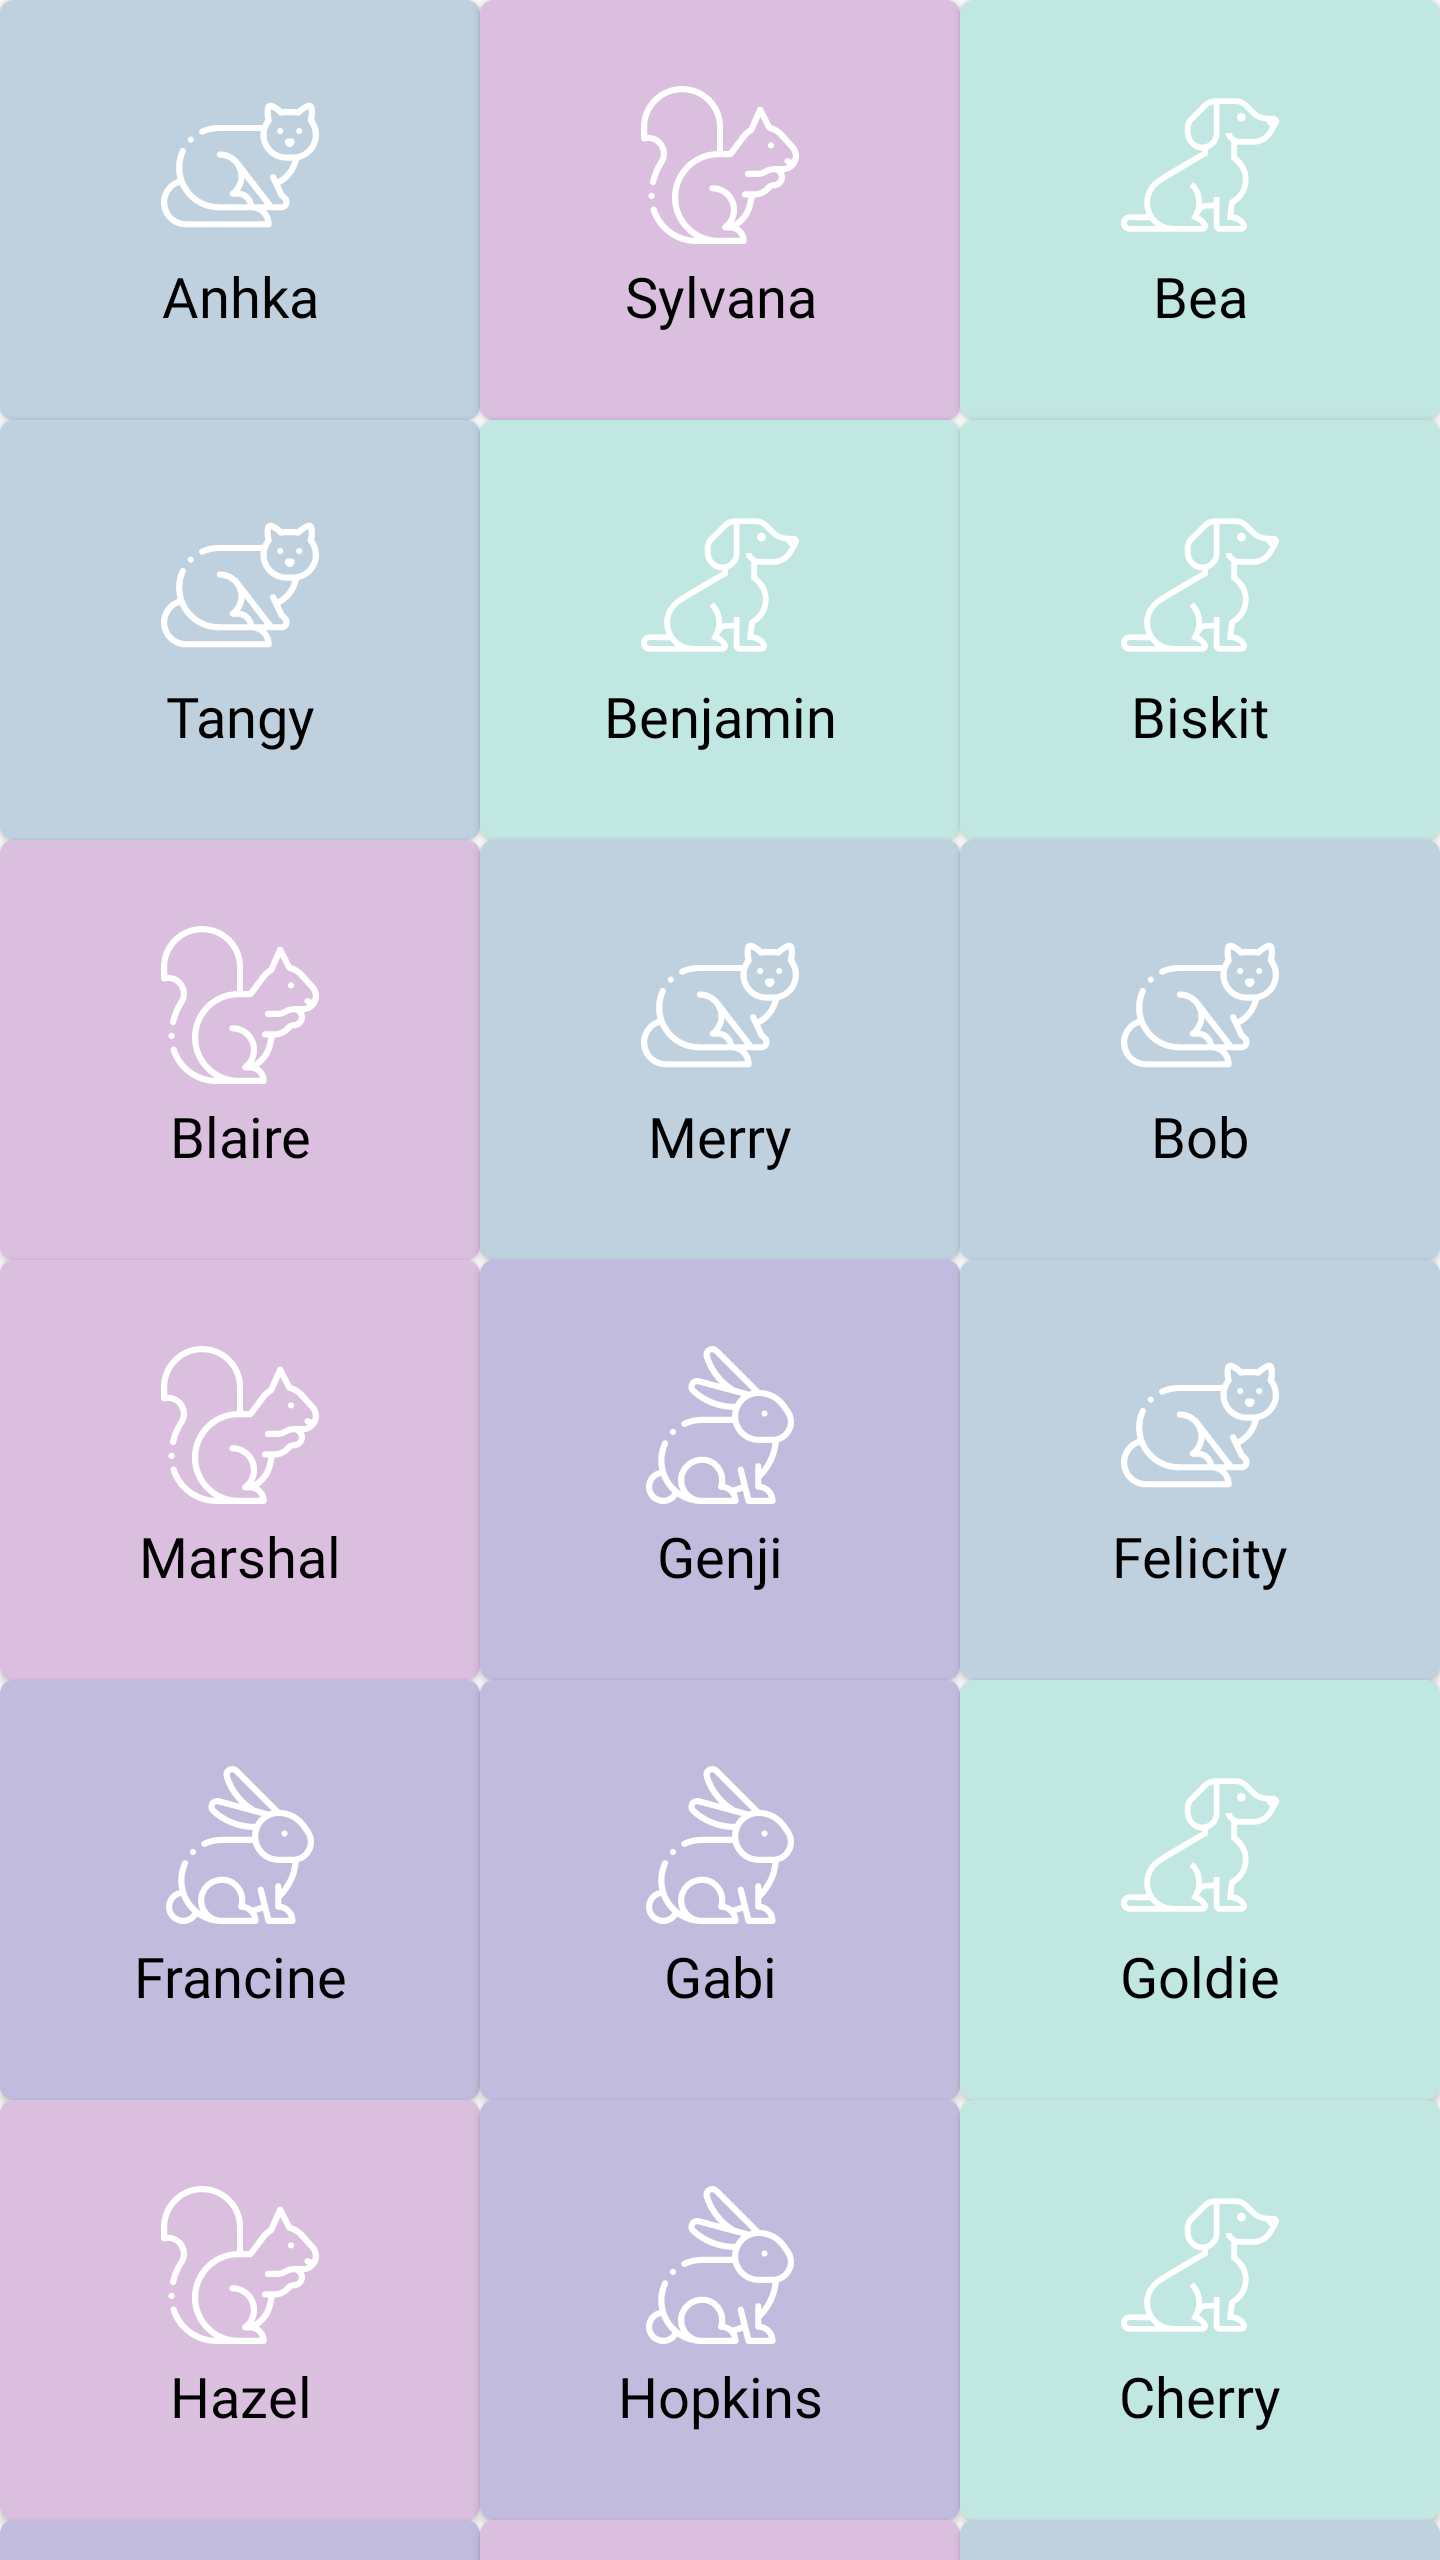 Anhka
Sylvana
Bea
Tangy
Benjamin
Biskit
Blaire
Merry
Bob
Marshal
Genji
Felicity
Francine
Gabi
Goldie
Hazel
Hopkins
Cherry